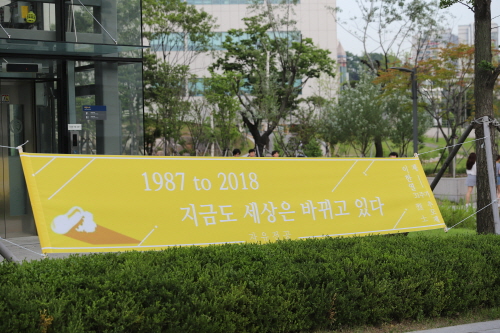 1987 to 2018
지금도 세상은 바뀌고 있다